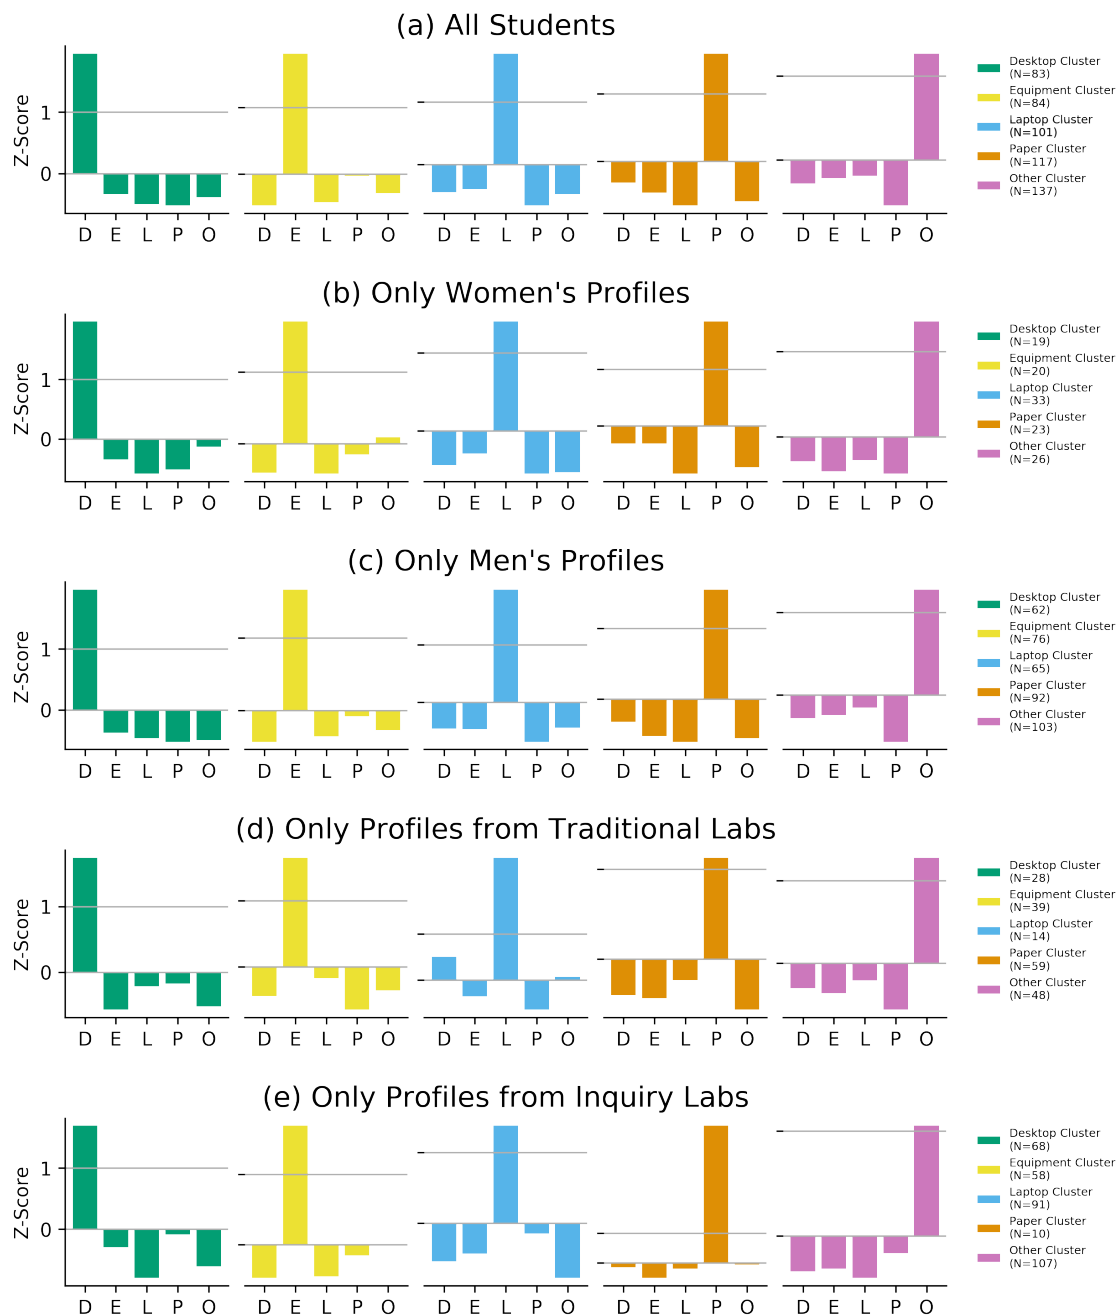 (a) All Students
Z-Score
1
0
D E L P O D E L P O D E L P O D E L P O D E L P O
Desktop Cluster
(N=83)
Equipment Cluster
(N=84)
Laptop Cluster
(N=101)
Paper Cluster
(N=117)
Other Cluster
(N=137)
(b) Only Women's Profiles
Z-Score
1
0
D E L P O D E L P O D E L P O D E L P O D E L P O
Desktop Cluster
(N=19)
Equipment Cluster
(N=20)
Laptop Cluster
(N=33)
Paper Cluster
(N=23)
Other Cluster
(N=26)
(c) Only Men's Profiles
Z-Score
1
0
D E L P O D E L P O D E L P O D E L P O D E L P O
Desktop Cluster
(N=62)
Equipment Cluster
(N=76)
Laptop Cluster
(N=65)
Paper Cluster
(N=92)
Other Cluster
(N=103)
(d) Only Profiles from Traditional Labs
Z-Score
1
0
D E L P O D E L P O D E L P O D E L P O D E L P O
Desktop Cluster
(N=28)
Equipment Cluster
(N=39)
Laptop Cluster
(N=14)
Paper Cluster
(N=59)
Other Cluster
(N=48)
(e) Only Profiles from Inquiry Labs
Z-Score
1
0
D E L P O D E L P O D E L P O D E L P O D E L P O
Desktop Cluster
(N=68)
Equipment Cluster
(N=58)
Laptop Cluster
(N=91)
Paper Cluster
(N=10)
Other Cluster
(N=107)